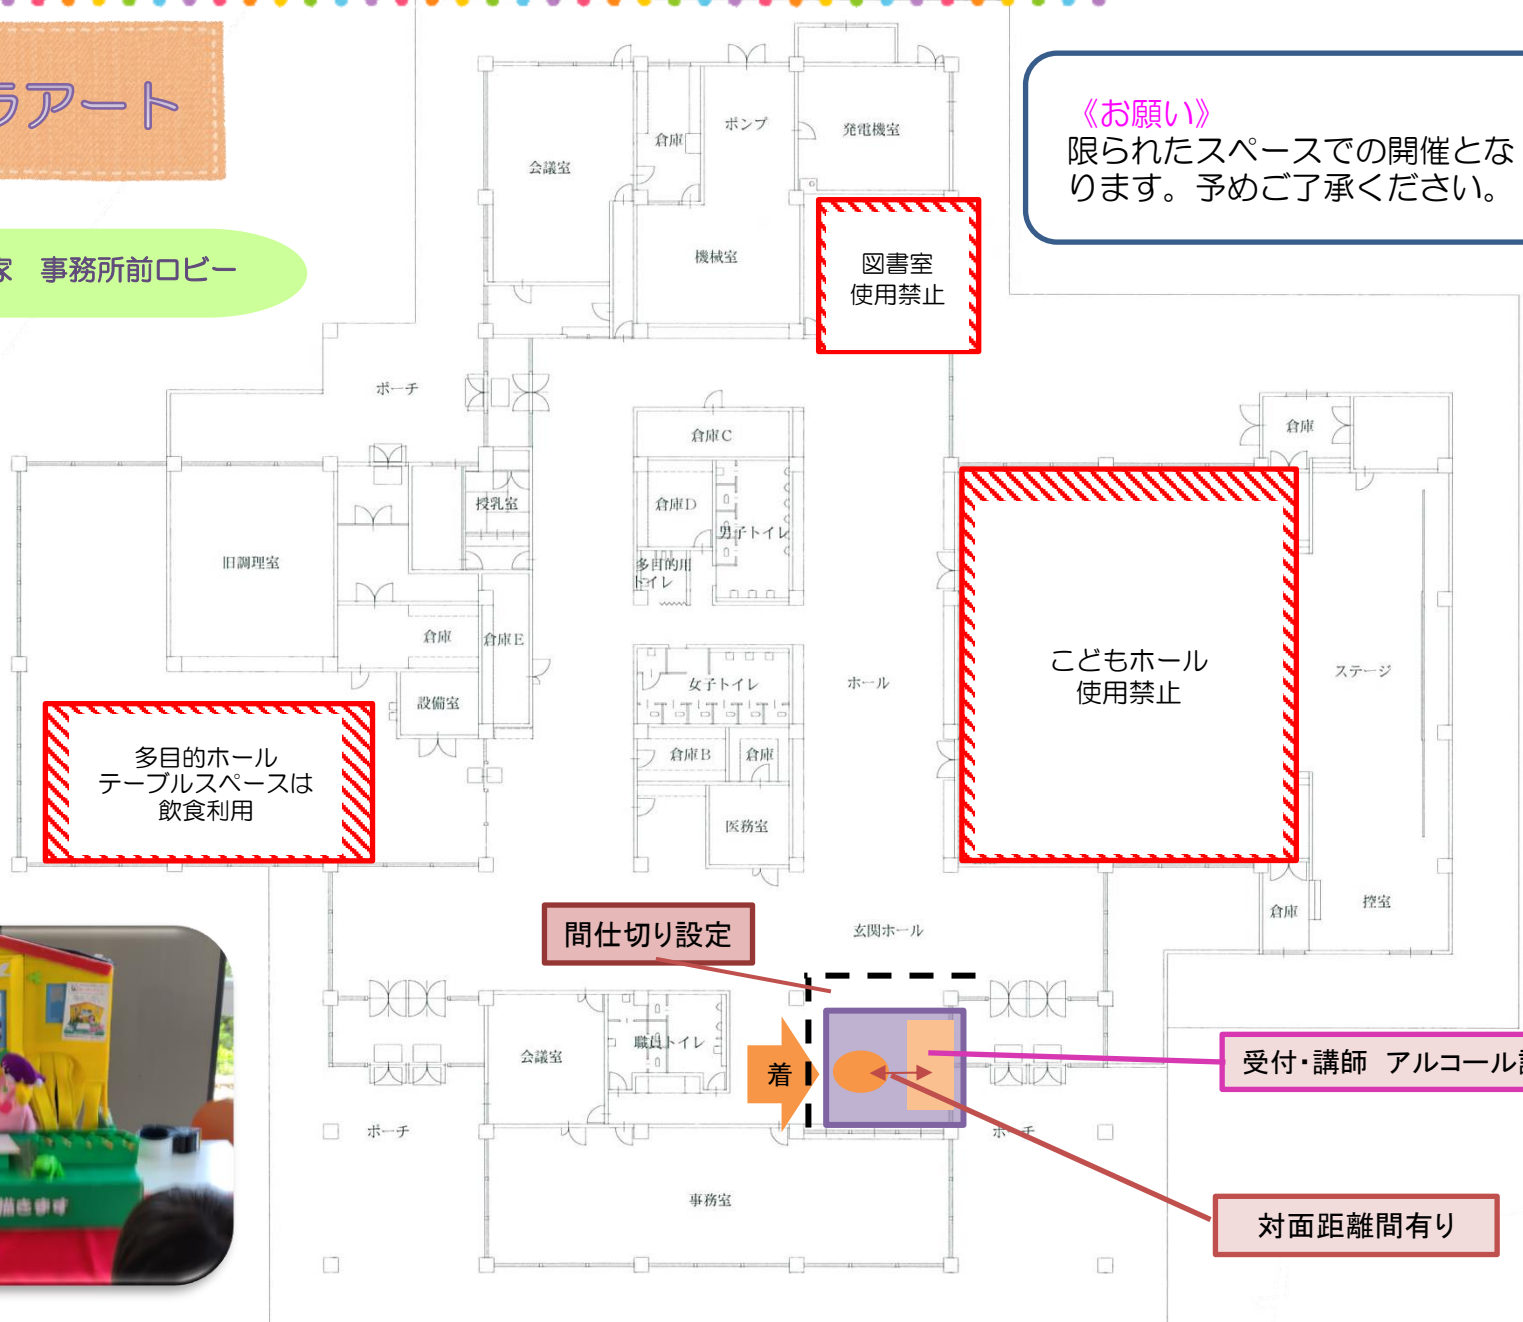 ラアート
家　事務所前ロビー
《お願い》
限られたスペースでの開催とな
ります。予めご了承ください。
会議室
倉庫
ポンプ
発電機室
機械室
図書室
使用禁止
ポーチ
倉庫C
倉庫
授乳室
倉庫D
男子トイレ
旧調理室
多目的用
トイレ
倉庫
倉庫E
女子トイレ
ホール
こどもホール
使用禁止
ステージ
設備室
多目的ホール
テーブルスペースは
飲食利用
倉庫B
倉庫
医務室
間仕切り設定
玄関ホール
倉庫
控室
会議室
職員トイレ
着
受付・講師　アルコール
ポーチ
ポーチ
事務室
対面距離間有り
描きます